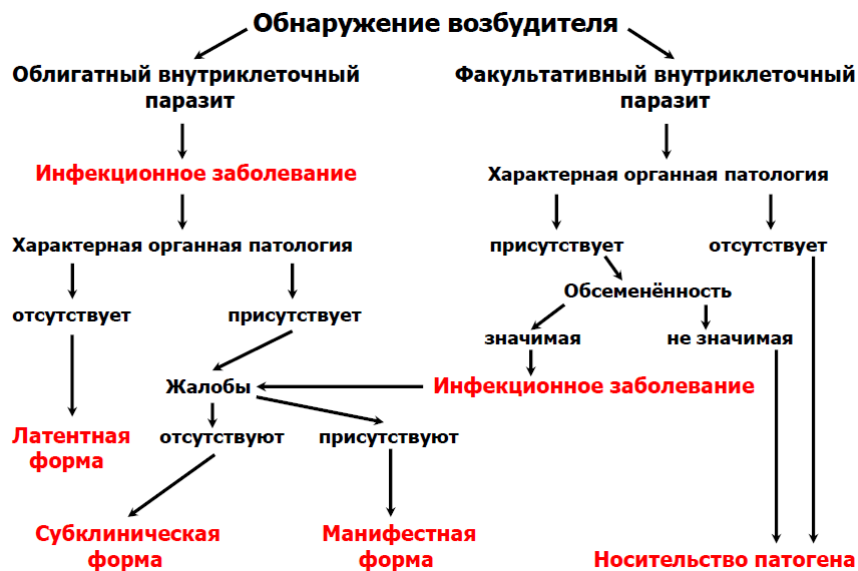 Обнаружение возбудителя
Облигатный внутриклеточный
паразит
Факультативный внутриклеточный
паразит
Инфекционное заболевание
Характерная органная патология
Характерная органная патология
присутствует
отсутствует
Обсеменённость
отсутствует
присутствует
значимая
не значимая
Жалобы
Инфекционное заболевание
Латентная
форма
отсутствуют
присутствуют
Субклиническая
форма
Манифестная
форма
Носительство патогена